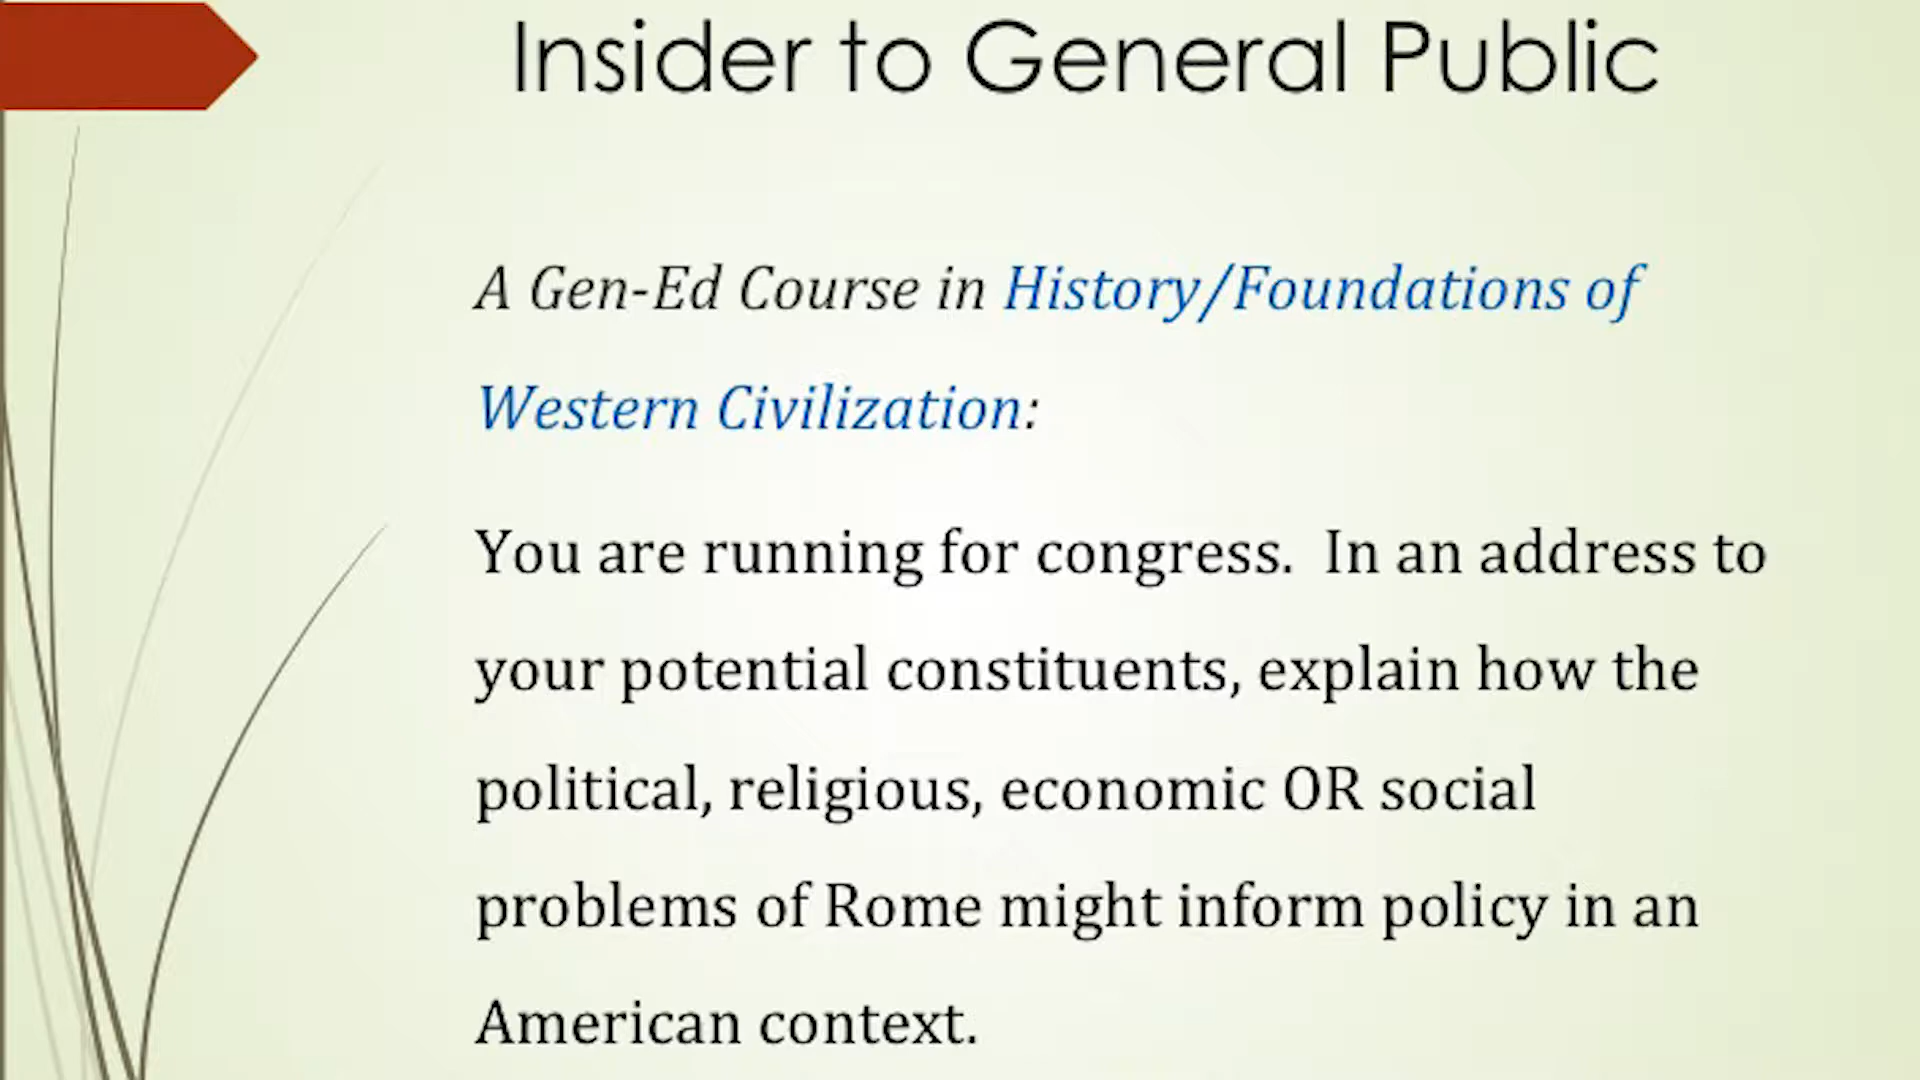 Insider to General Public
A Gen-Ed Course in History/Foundations of
Western Civilization:
You are running for congress.  In an address to
your potential constituents, explain how the
political, religious, economic OR social
problems of Rome might inform policy in an
American context.